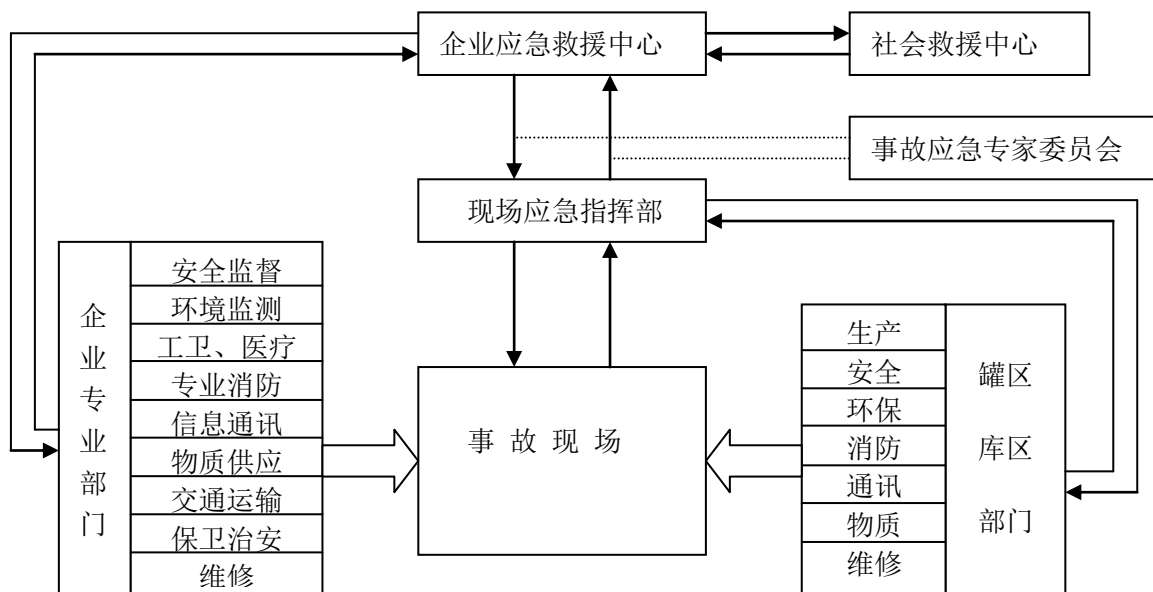 企业应急救援中心
社会救援中心
事故应急专家委员会
现场应急指挥部
企业专业部门
安全监督
环境监测
工卫、医疗
专业消防
信息通讯
物质供应
交通运输
保卫治安
维修
事故现场
生产
安全
环保
消防
通讯
物质
维修
罐区
库区
部门